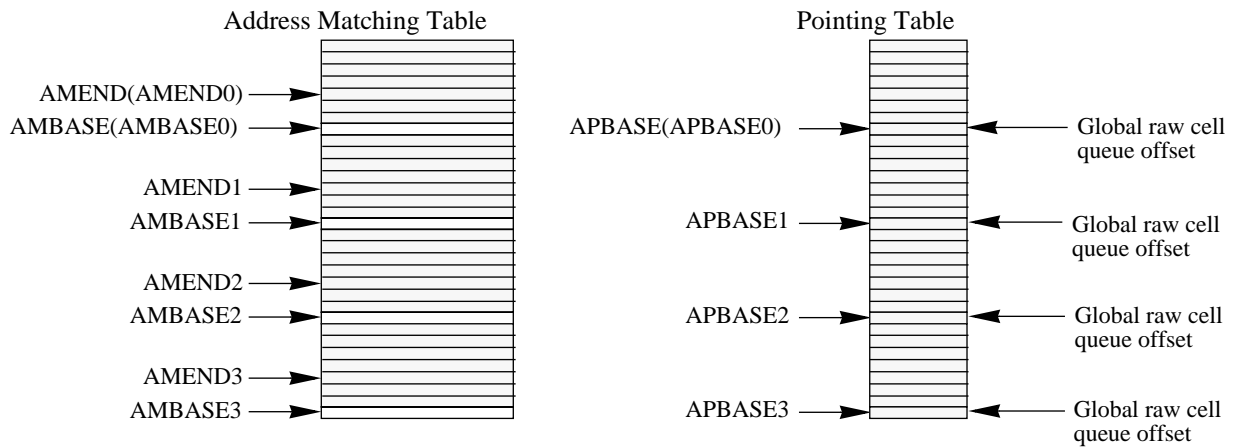 Address Matching Table
AMEND(AMEND0)
AMBASE(AMBASE0)
AMEND1
AMBASE1
AMEND2
AMBASE2
AMEND3
AMBASE3
Pointing Table
APBASE(APBASE0)
APBASE1
APBASE2
APBASE3
Global raw cell
queue offset
Global raw cell
queue offset
Global raw cell
queue offset
Global raw cell
queue offset